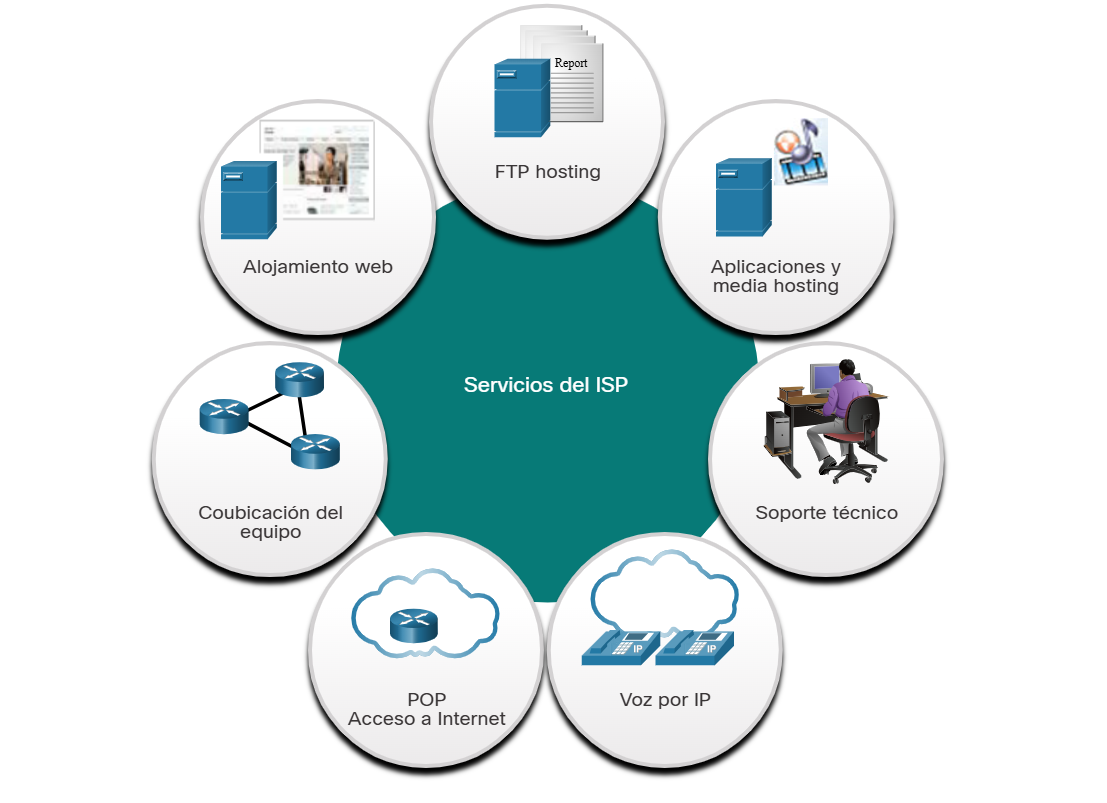 Report
FTP hosting
Alojamiento web
Aplicaciones y
media hosting
Servicios del ISP
Coubicación del
equipo
Soporte técnico
POP
Acceso a Internet
IP
IP
Voz por IP